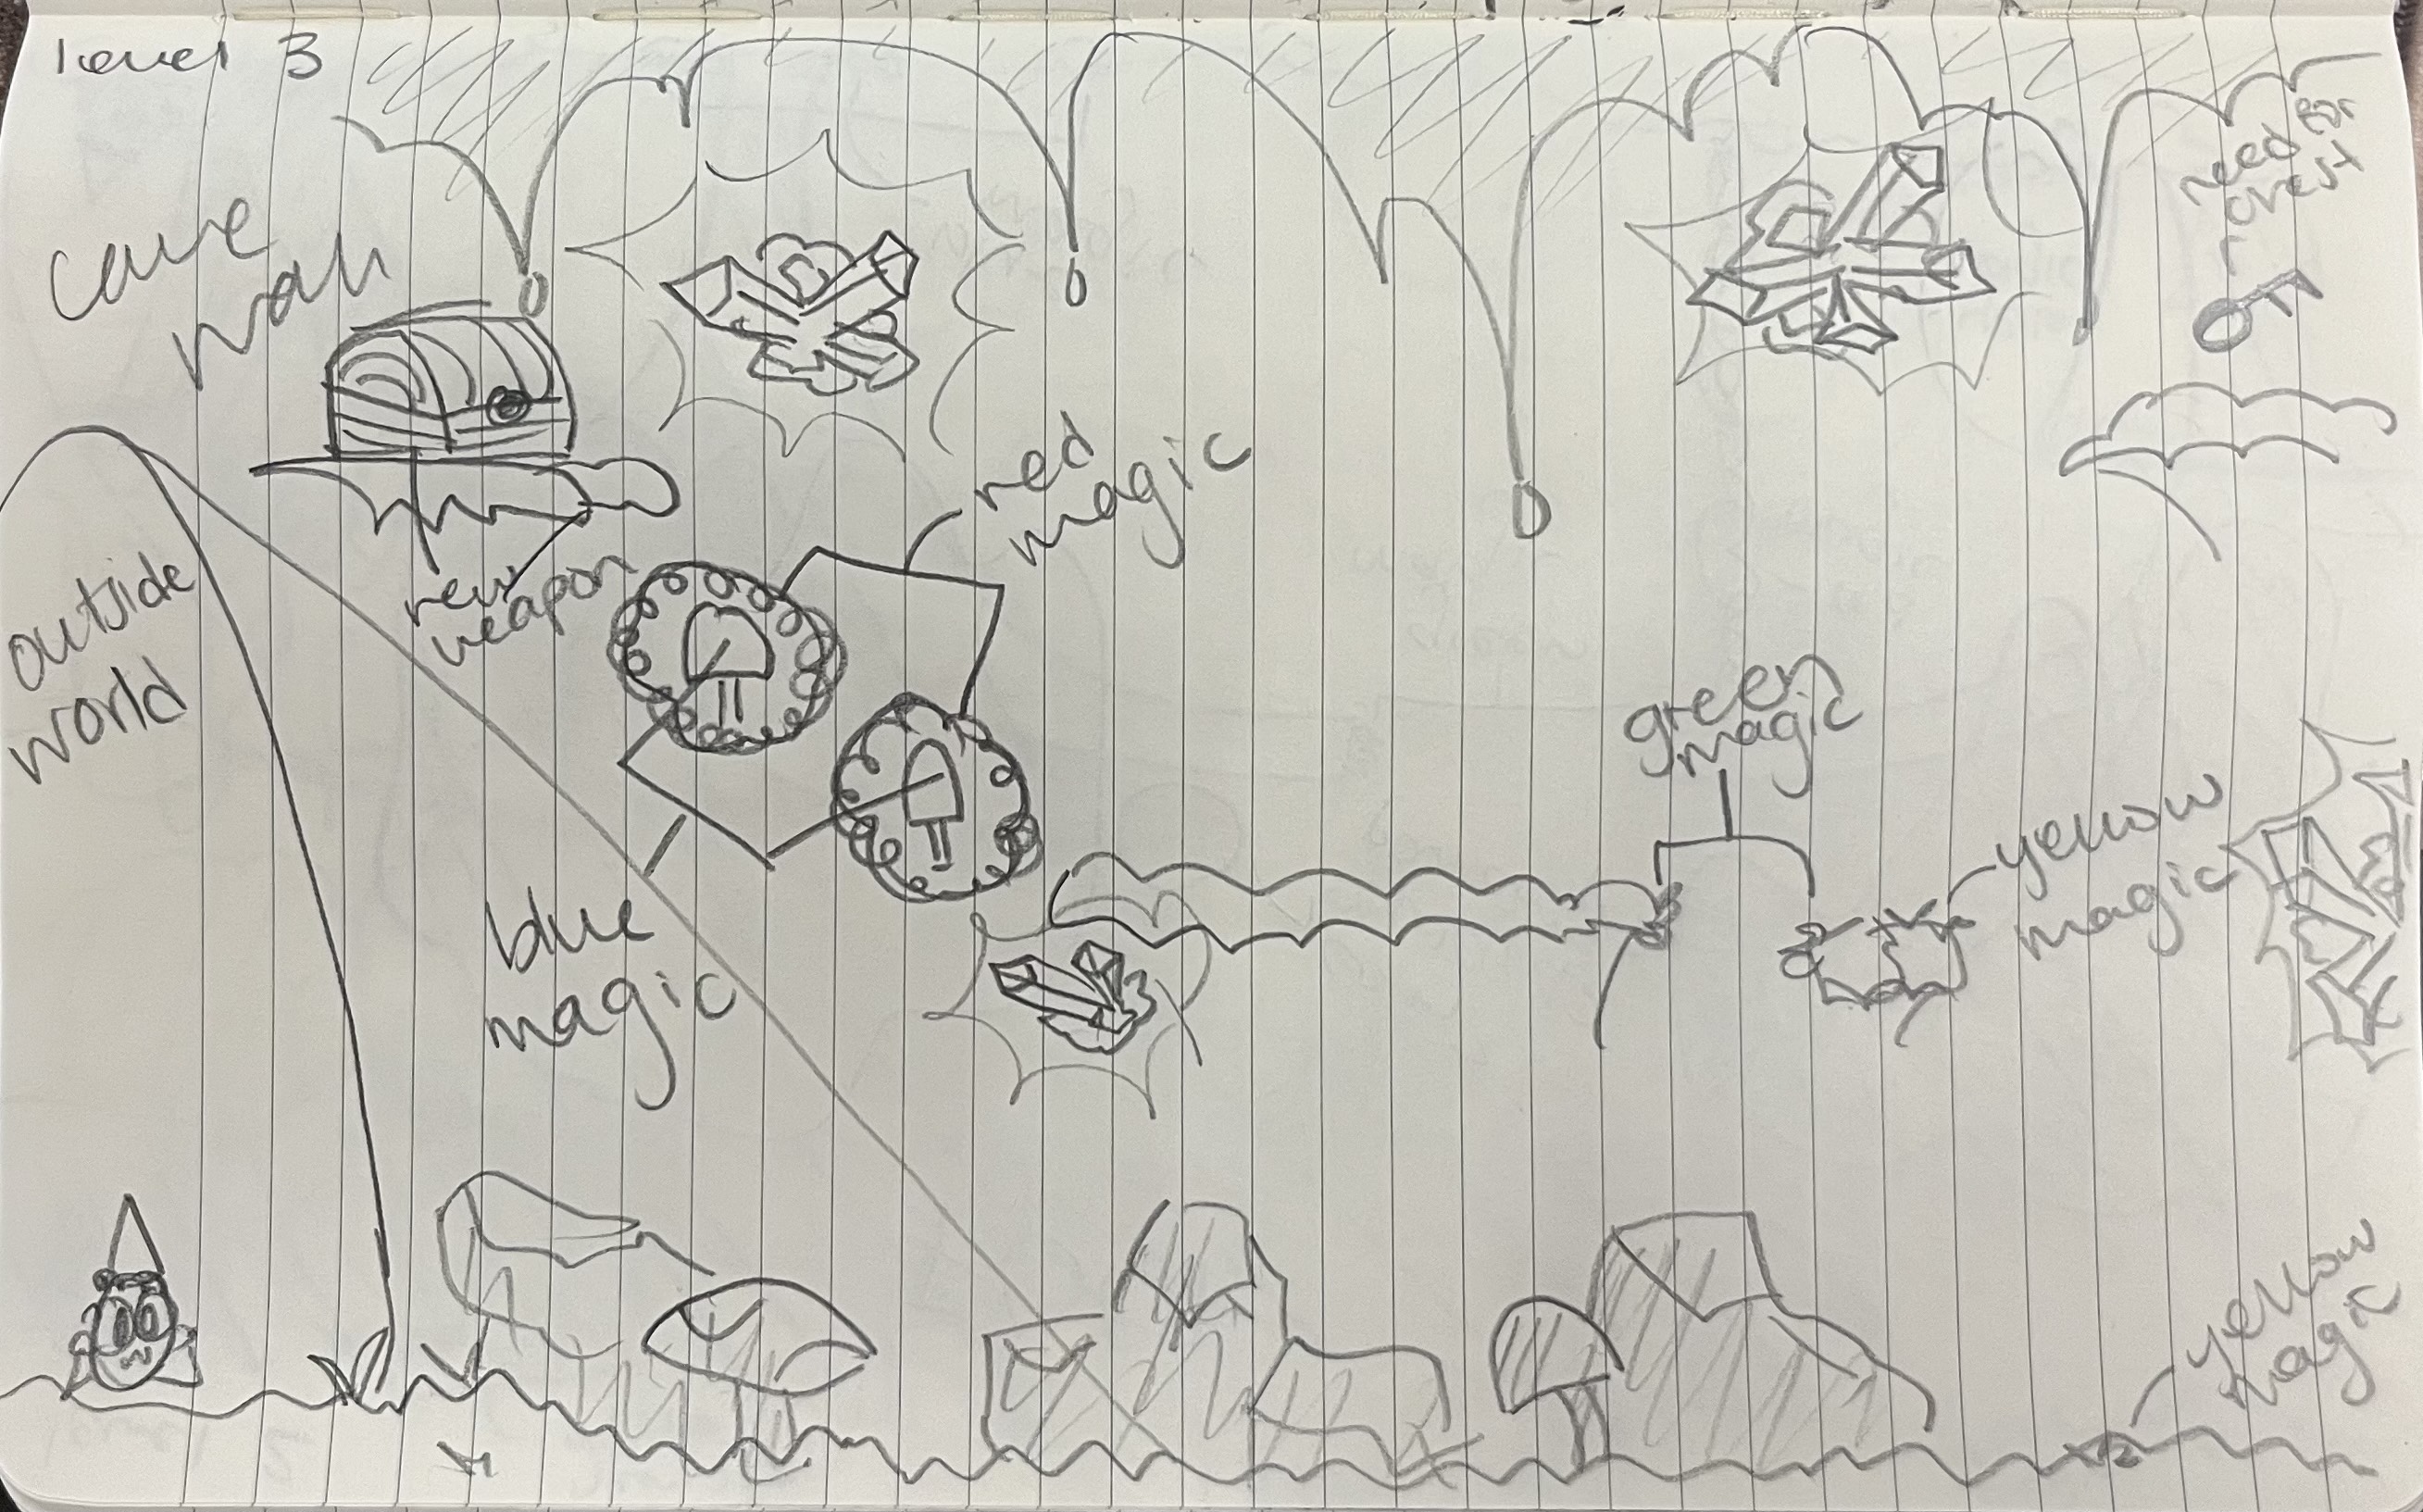 level 3
need for
chest
cave
wall
red
magic
outside
world
new
weapon
green
magic
yellow
magic
blue
magic
yellow
magic